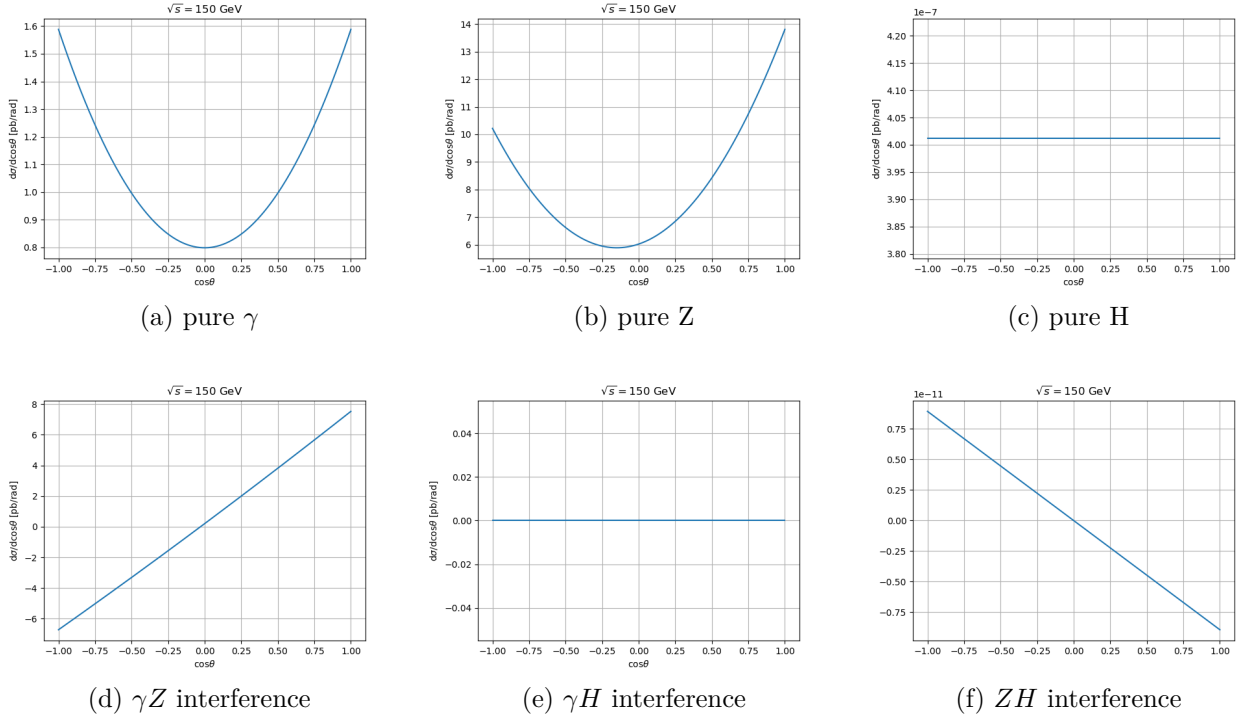 √s = 150 GeV
1.6
1.5
1.4
1.3
1.2
1.1
1.0
0.9
0.8
dσ/dcosθ [pb/rad]
−1.00 −0.75 −0.50 −0.25 0.00 0.25 0.50 0.75 1.00
cosθ
(a) pure γ
√s = 150 GeV
14
13
12
11
10
9
8
7
6
dσ/dcosθ [pb/rad]
−1.00 −0.75 −0.50 −0.25 0.00 0.25 0.50 0.75 1.00
cosθ
(b) pure Z
1e−7
√s = 150 GeV
4.20
4.15
4.10
4.05
4.00
3.95
3.90
3.85
3.80
dσ/dcosθ [pb/rad]
−1.00 −0.75 −0.50 −0.25 0.00 0.25 0.50 0.75 1.00
cosθ
(c) pure H
√s = 150 GeV
8
6
4
2
0
−2
−4
−6
dσ/dcosθ [pb/rad]
−1.00 −0.75 −0.50 −0.25 0.00 0.25 0.50 0.75 1.00
cosθ
(d) γZ interference
√s = 150 GeV
0.04
0.02
0.00
−0.02
−0.04
dσ/dcosθ [pb/rad]
−1.00 −0.75 −0.50 −0.25 0.00 0.25 0.50 0.75 1.00
cosθ
(e) γH interference
1e−11
√s = 150 GeV
0.75
0.50
0.25
0.00
−0.25
−0.50
−0.75
dσ/dcosθ [pb/rad]
−1.00 −0.75 −0.50 −0.25 0.00 0.25 0.50 0.75 1.00
cosθ
(f) ZH interference